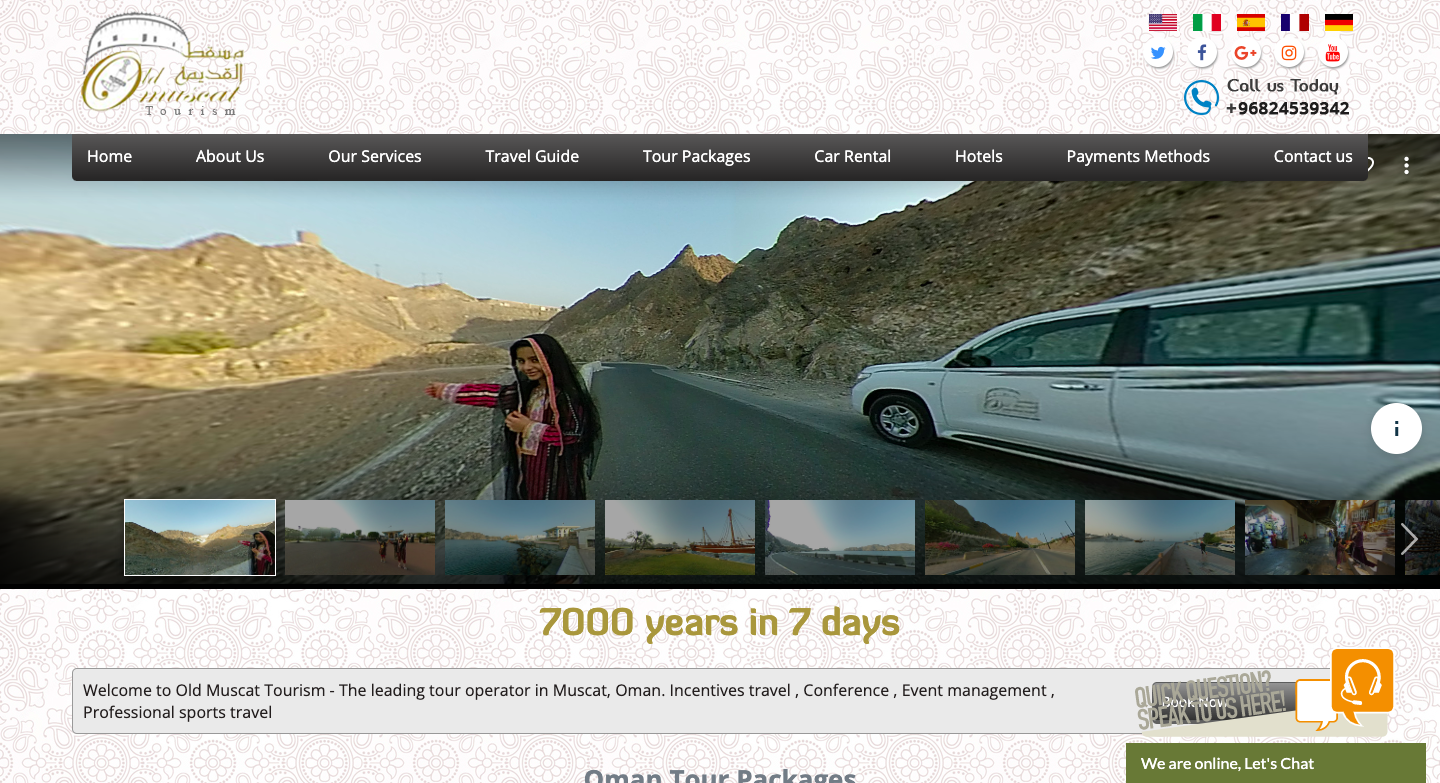 مسقط
القديمة
Old
muscat
Tourism
Call us Today
+96824539342
Home About Us Our Services Travel Guide Tour Packages Car Rental Hotels Payments Methods Contact us
i
7000 years in 7 days
Welcome to Old Muscat Tourism - The leading tour operator in Muscat, Oman. Incentives travel , Conference , Event management ,
Professional sports travel
Book Now
QUICK QUESTION?
SPEAK TO US HERE!
We are online, Let's Chat
Oman Tour Packages